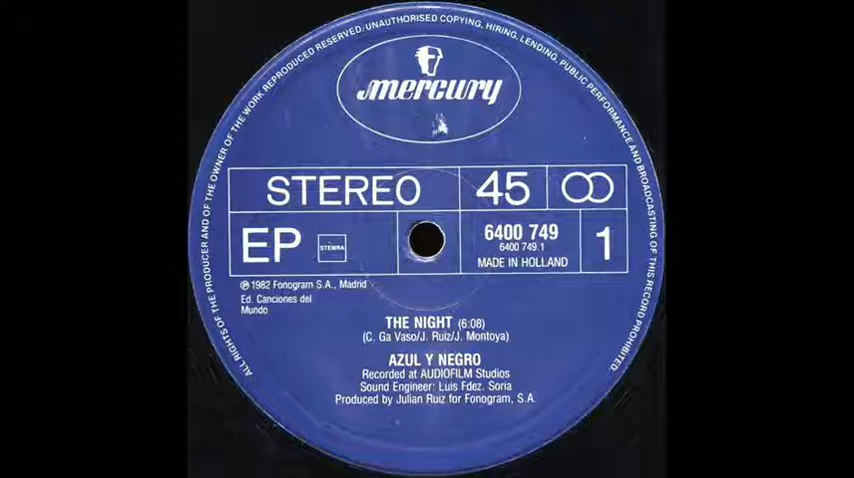 ALL RIGHTS OF THE PRODUCER AND OF THE OWNER OF THE WORK REPRODUCED RESERVED. UNAUTHORISED COPYING, HIRING, LENDING, PUBLIC PERFORMANCE AND BROADCASTING OF THIS RECORD PROHIBITED.
mercury
STEREO 45
EP STEMRA 6400 749 1
6400 749.1
MADE IN HOLLAND
℗ 1982 Fonogram S.A., Madrid
Ed. Canciones del
Mundo
THE NIGHT (6:08)
(C. Ga Vaso/J. Ruiz/J. Montoya)
AZUL Y NEGRO
Recorded at AUDIOFILM Studios
Sound Engineer: Luis Fdez. Soria
Produced by Julian Ruiz for Fonogram, S.A.